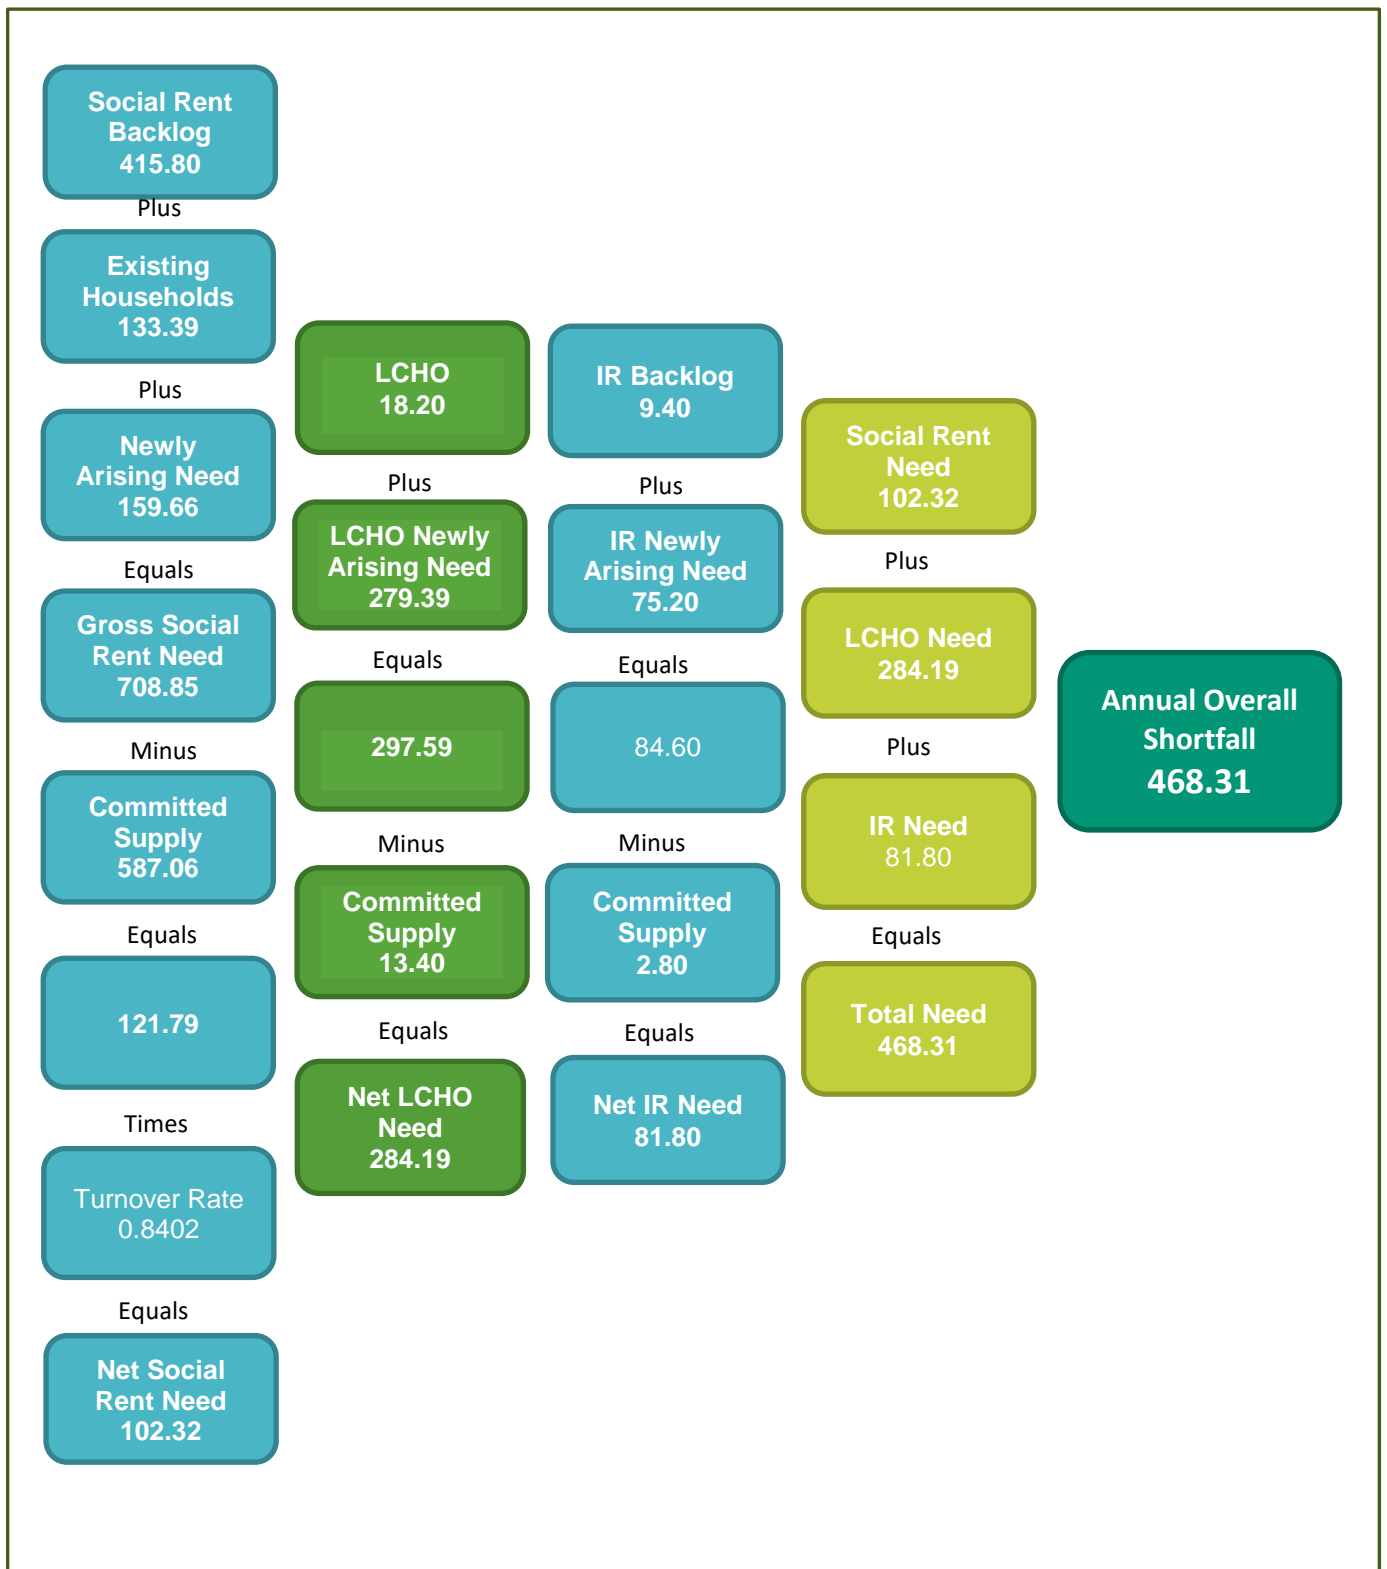 Social Rent
Backlog
415.80
Plus
Existing
Households
133.39
Plus
Newly
Arising Need
159.66
Equals
Gross Social
Rent Need
708.85
Minus
Committed
Supply
587.06
Equals
121.79
Times
Turnover Rate
0.8402
Equals
Net Social
Rent Need
102.32
LCHO
18.20
Plus
LCHO Newly
Arising Need
279.39
Equals
297.59
Minus
Committed
Supply
13.40
Equals
Net LCHO
Need
284.19
IR Backlog
9.40
Plus
IR Newly
Arising Need
75.20
Equals
84.60
Minus
Committed
Supply
2.80
Equals
Net IR Need
81.80
Social Rent
Need
102.32
Plus
LCHO Need
284.19
Plus
IR Need
81.80
Equals
Total Need
468.31
Annual Overall
Shortfall
468.31